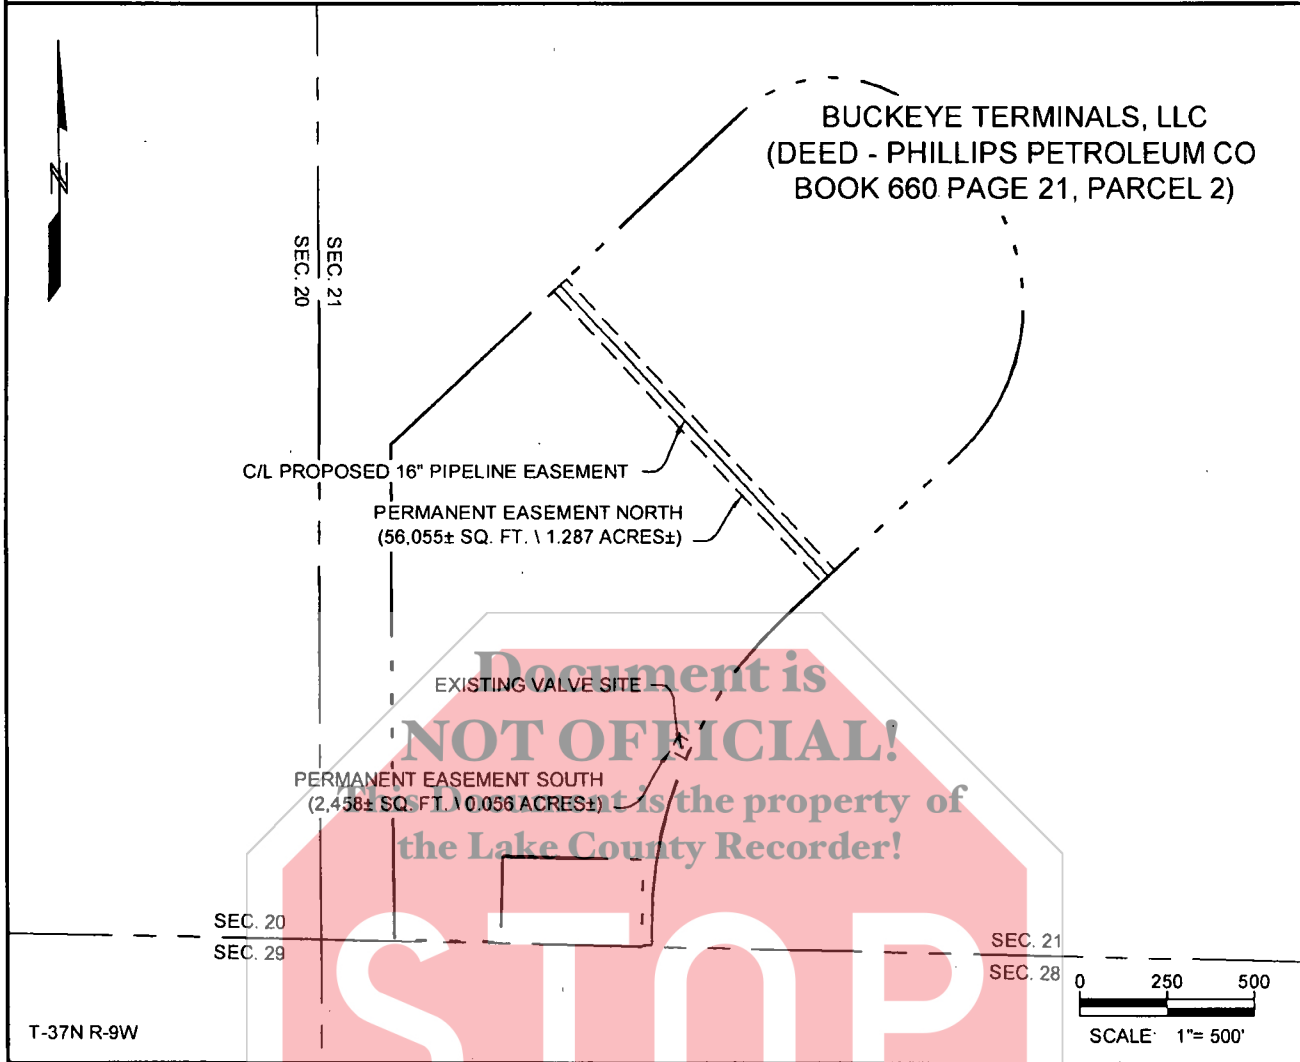 BUCKEYE TERMINALS, LLC
(DEED - PHILLIPS PETROLEUM CO
BOOK 660 PAGE 21, PARCEL 2)
N
SEC. 20
SEC. 21
C/L PROPOSED 16" PIPELINE EASEMENT
PERMANENT EASEMENT NORTH
(56,055± SQ. FT. \ 1.287 ACRES±)
Document is
EXISTING VALVE SITE
NOT OFFICIAL!
PERMANENT EASEMENT SOUTH
(2,458± SQ. FT. \ 0.056 ACRES±)
This Document is the property of
the Lake County Recorder!
STOP
SEC. 20
SEC. 29
SEC. 21
SEC. 28
0 250 500
SCALE: 1"= 500'
T-37N R-9W